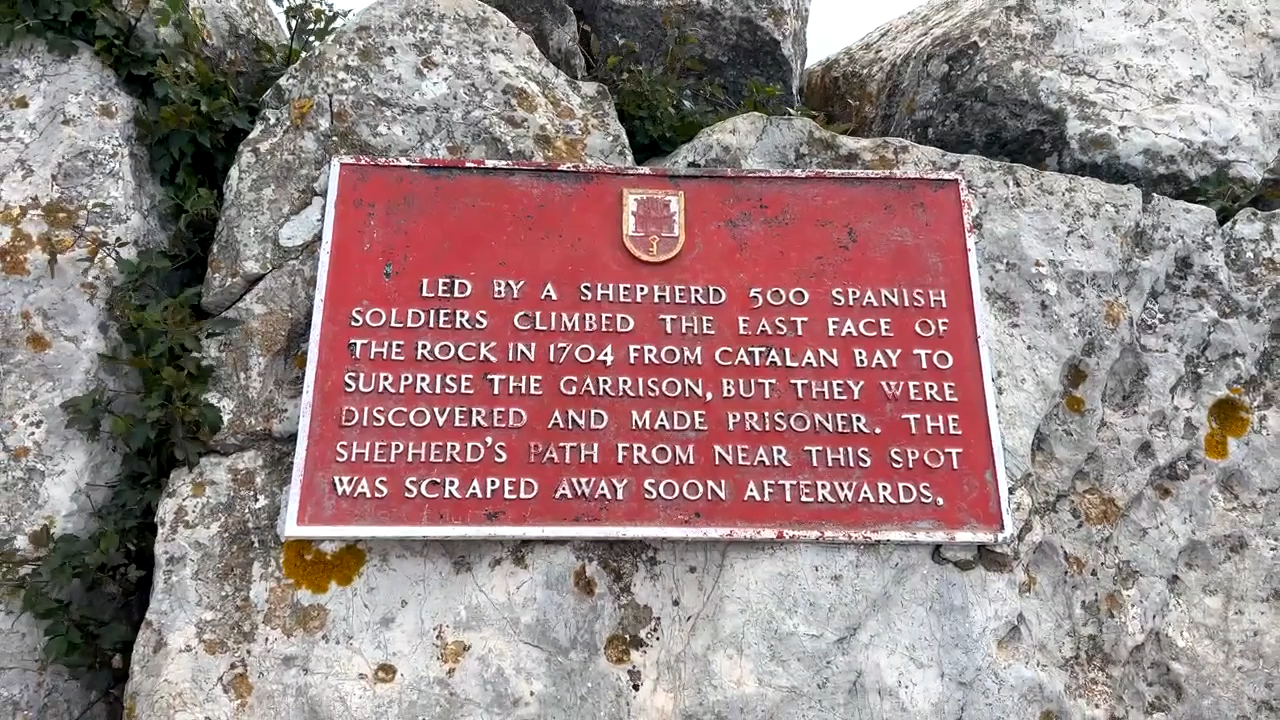 LED BY A SHEPHERD 500 SPANISH
SOLDIERS CLIMBED THE EAST FACE OF
THE ROCK IN 1704 FROM CATALAN BAY TO
SURPRISE THE GARRISON, BUT THEY WERE
DISCOVERED AND MADE PRISONER. THE
SHEPHERD'S PATH FROM NEAR THIS SPOT
WAS SCRAPED AWAY SOON AFTERWARDS.